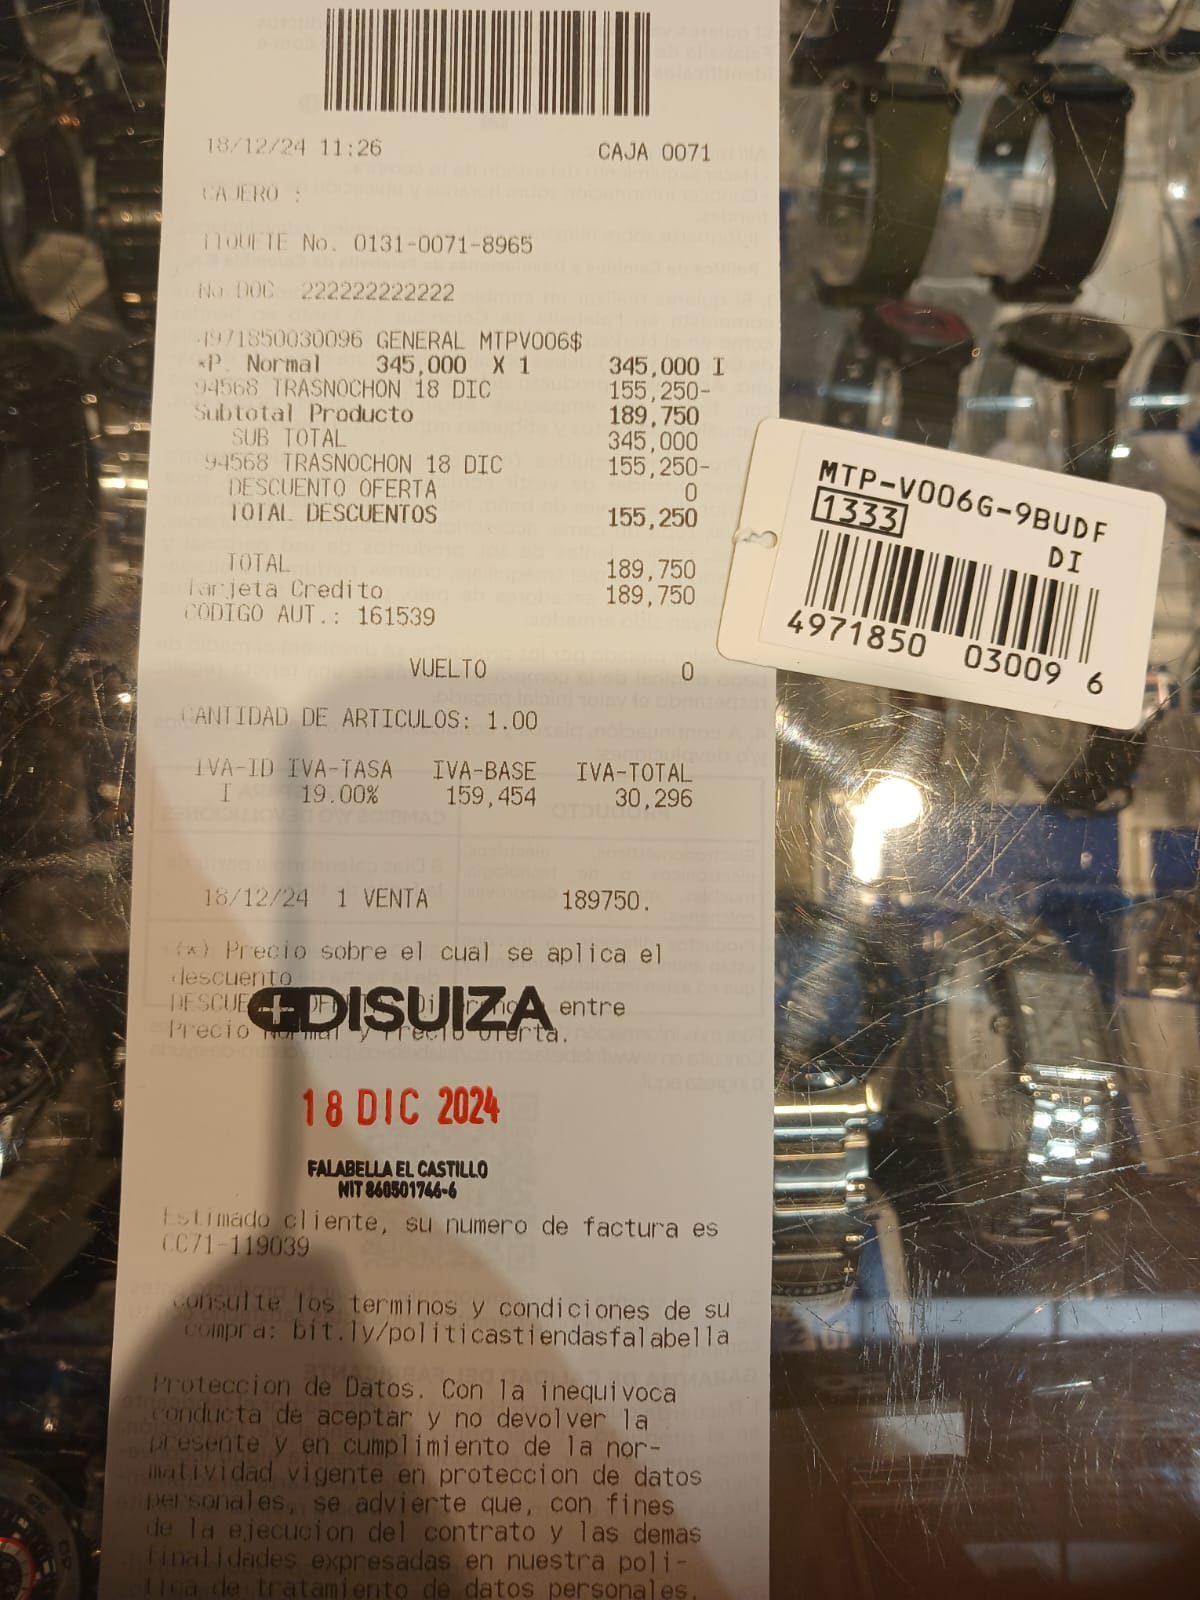 18/12/24 11:26 CAJA 0071
CAJERO :
TIQUETE No. 0131-0071-8965
No DOC 222222222222
4971850030096 GENERAL MTPV006$
*P. Normal 345,000 X 1 345,000 I
94568 TRASNOCHON 18 DIC 155,250-
Subtotal Producto 189,750
SUB TOTAL 345,000
94568 TRASNOCHON 18 DIC 155,250-
DESCUENTO OFERTA 0
TOTAL DESCUENTOS 155,250
TOTAL 189,750
Tarjeta Credito 189,750
CODIGO AUT.: 161539
VUELTO 0
CANTIDAD DE ARTICULOS: 1.00
IVA-ID IVA-TASA IVA-BASE IVA-TOTAL
I 19.00% 159,454 30,296
18/12/24 1 VENTA 189750.
(*) Precio sobre el cual se aplica el
descuento
DESCUENTO OFERTA: Diferencia entre
Precio Normal y Precio Oferta.
DISUIZA
18 DIC 2024
FALABELLA EL CASTILLO
NIT 860501746-6
Estimado cliente, su numero de factura es
CC71-119039
consulte los terminos y condiciones de su
compra: bit.ly/politicastiendasfalabella
Proteccion de Datos. Con la inequivoca
conducta de aceptar y no devolver la
presente y en cumplimiento de la nor-
matividad vigente en proteccion de datos
personales, se advierte que, con fines
de la ejecucion del contrato y las demas
finalidades expresadas en nuestra poli-
tica de tratamiento de datos personales,
MTP-V006G-9BUDF
1333
DI
4971850 03009 6